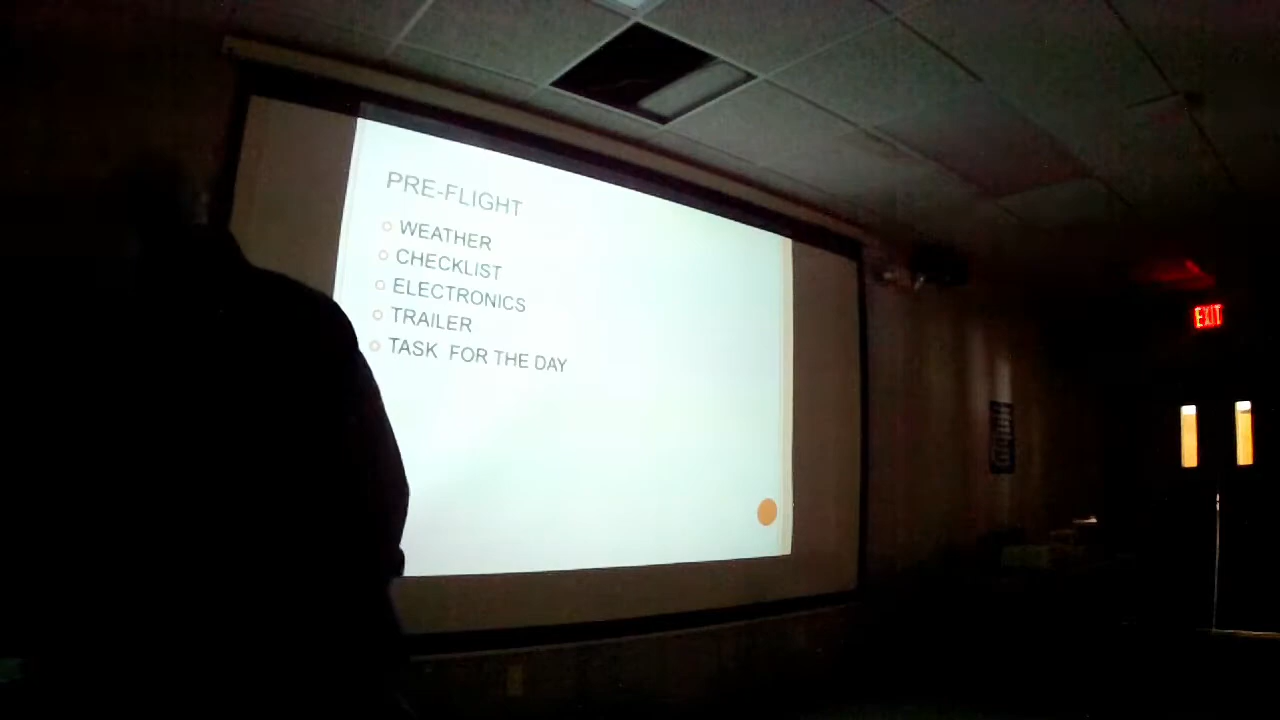 PRE-FLIGHT
WEATHER
CHECKLIST
ELECTRONICS
TRAILER
TASK FOR THE DAY
EXIT